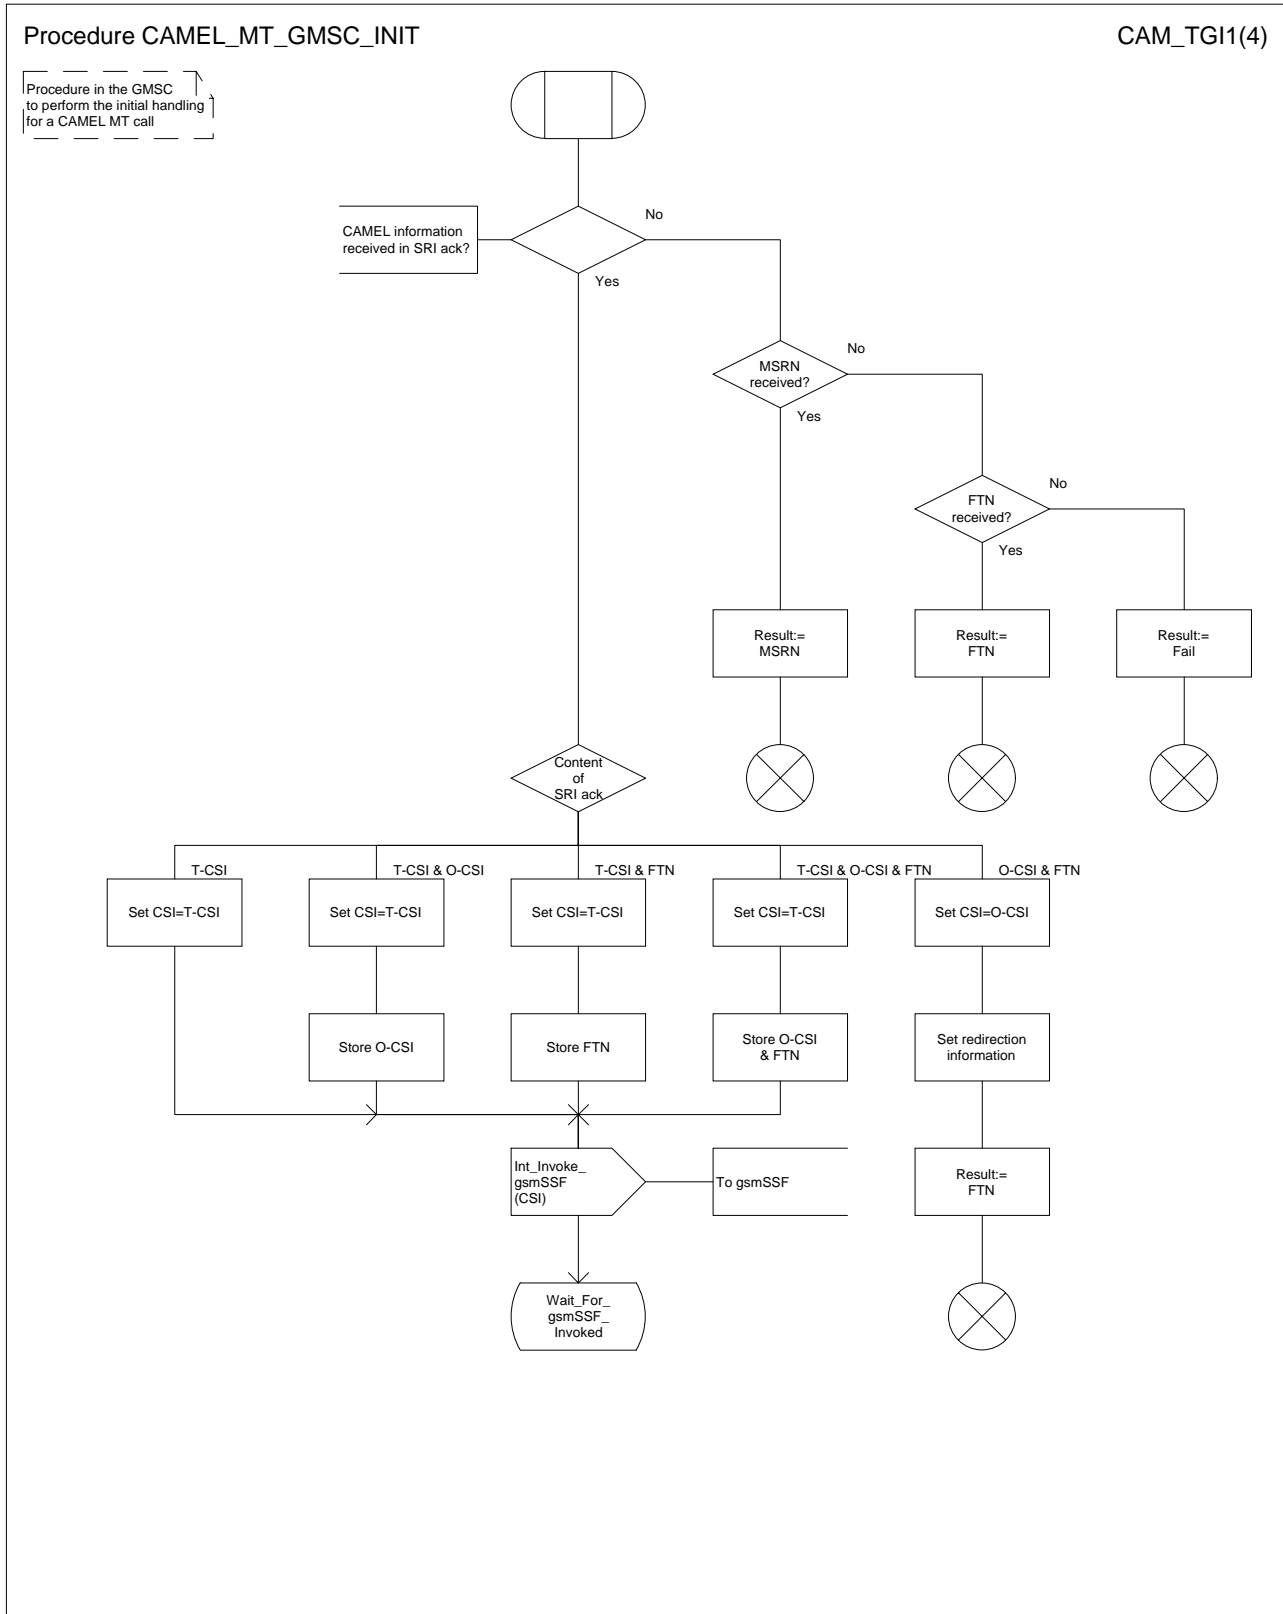 Procedure CAMEL_MT_GMSC_INIT
CAM_TGI1(4)
Procedure in the GMSC
to perform the initial handling
for a CAMEL MT call
CAMEL information
received in SRI ack?
No
Yes
MSRN
received?
No
Yes
FTN
received?
No
Yes
Result:=
MSRN
Result:=
FTN
Result:=
Fail
Content
of
SRI ack
T-CSI
T-CSI & O-CSI
T-CSI & FTN
T-CSI & O-CSI & FTN
O-CSI & FTN
Set CSI=T-CSI
Set CSI=T-CSI
Set CSI=T-CSI
Set CSI=T-CSI
Set CSI=O-CSI
Store O-CSI
Store FTN
Store O-CSI
& FTN
Set redirection
information
Int_Invoke_
gsmSSF
(CSI)
To gsmSSF
Result:=
FTN
Wait_For_
gsmSSF_
Invoked